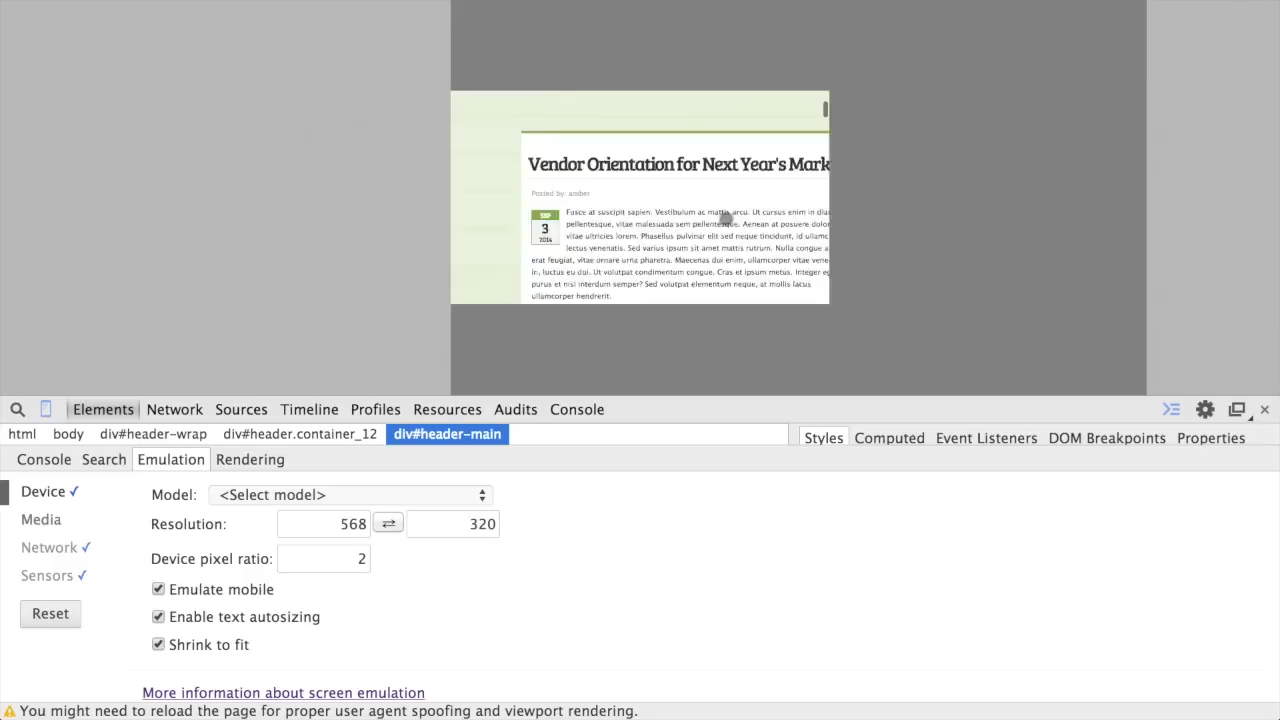 Vendor Orientation for Next Year's Mark
Posted by: amber
SEP
3
2014
Fusce at suscipit sapien. Vestibulum ac mattis arcu. Ut cursus enim in diam
pellentesque, vitae malesuada sem pellentesque. Aenean at posuere dolor
vitae ultricies lorem. Phasellus pulvinar elit sed neque tincidunt, id ullamc
lectus venenatis. Sed varius ipsum sit amet mattis rutrum. Nulla congue a
erat feugiat, vitae ornare urna pharetra. Maecenas dui enim, ullamcorper vitae vene
in, luctus eu dui. Ut volutpat condimentum congue. Cras et ipsum metus. Integer eg
purus et nisi interdum semper? Sed volutpat elementum neque, at mollis lacus
ullamcorper hendrerit.
Elements Network Sources Timeline Profiles Resources Audits Console
html body div#header-wrap div#header.container_12 div#header-main
Styles Computed Event Listeners DOM Breakpoints Properties
Console Search Emulation Rendering
Device ✓
Media
Network ✓
Sensors ✓
Reset
Model: <Select model>
Resolution: 568 320
Device pixel ratio: 2
Emulate mobile
Enable text autosizing
Shrink to fit
More information about screen emulation
You might need to reload the page for proper user agent spoofing and viewport rendering.